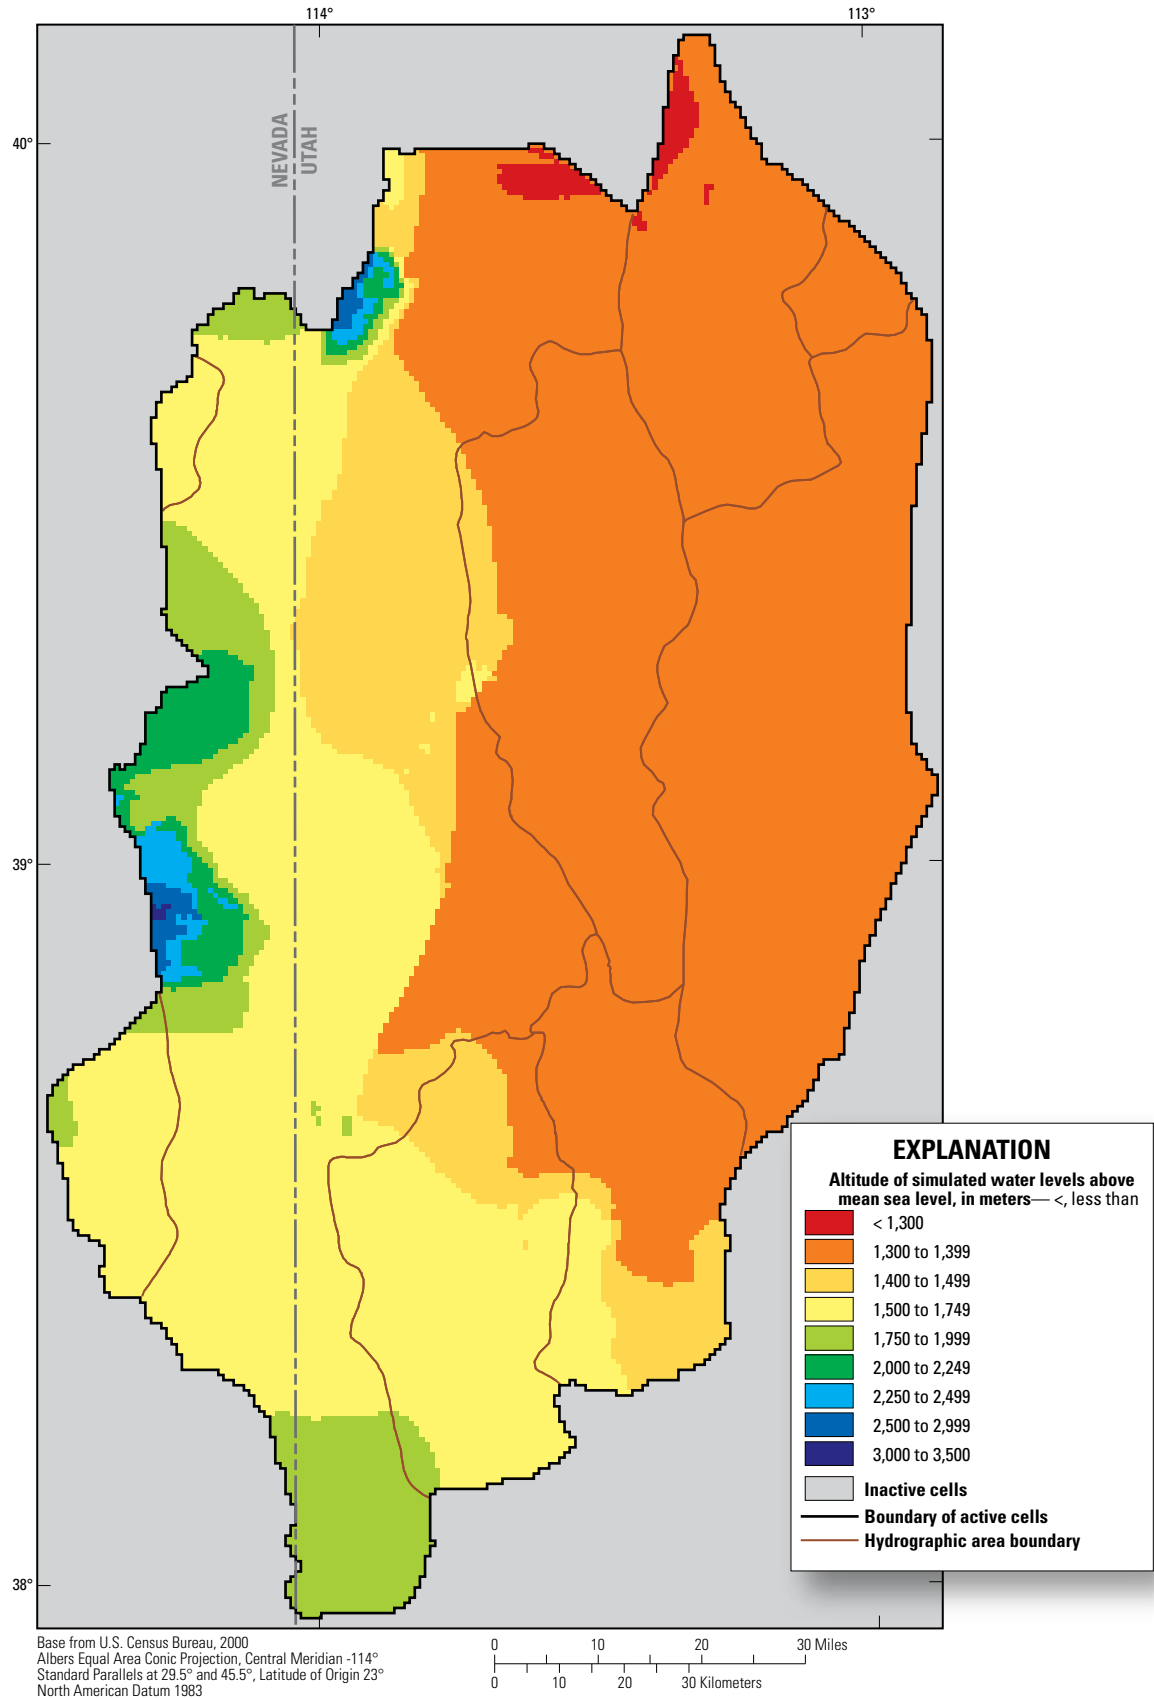 114°
113°
40°
NEVADA
UTAH
39°
EXPLANATION
Altitude of simulated water levels above
mean sea level, in meters— <, less than
< 1,300
1,300 to 1,399
1,400 to 1,499
1,500 to 1,749
1,750 to 1,999
2,000 to 2,249
2,250 to 2,499
2,500 to 2,999
3,000 to 3,500
Inactive cells
Boundary of active cells
Hydrographic area boundary
38°
Base from U.S. Census Bureau, 2000
Albers Equal Area Conic Projection, Central Meridian -114°
Standard Parallels at 29.5° and 45.5°, Latitude of Origin 23°
North American Datum 1983
0 10 20 30 Miles
0 10 20 30 Kilometers